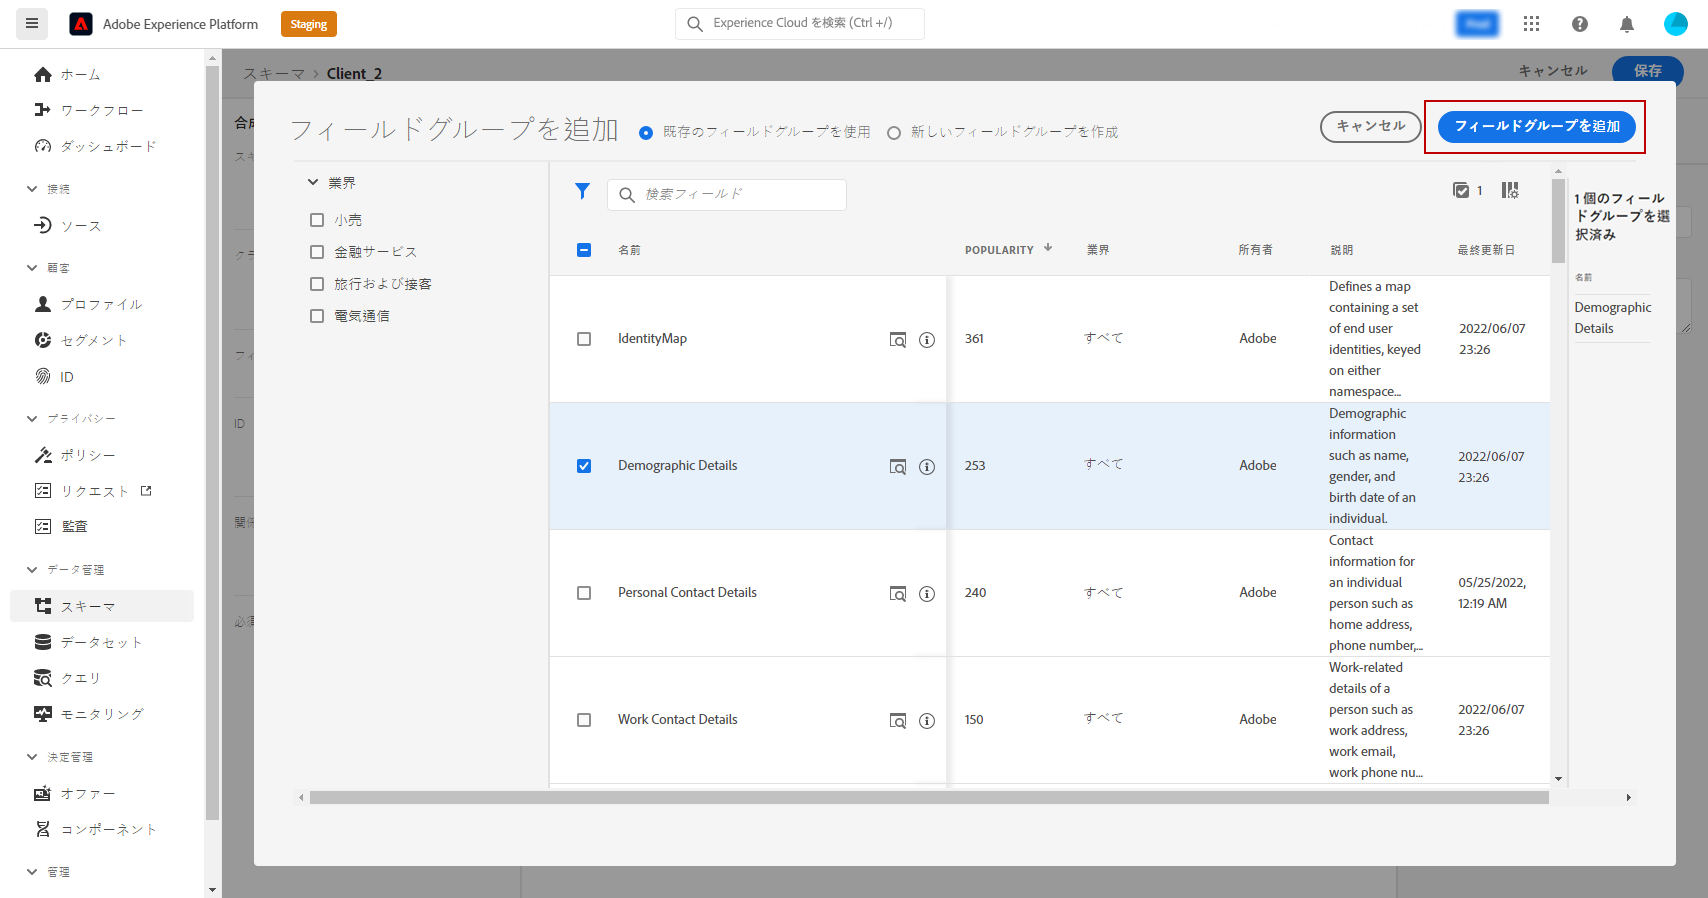 Adobe Experience Platform
Staging
Experience Cloud を検索 (Ctrl +/)
ホーム
ワークフロー
ダッシュボード
接続
ソース
顧客
プロファイル
セグメント
ID
プライバシー
ポリシー
リクエスト
監査
データ管理
スキーマ
データセット
クエリ
モニタリング
決定管理
オファー
コンポーネント
管理
スキーマ > Client_2
キャンセル
保存
ID
フィールドグループを追加
既存のフィールドグループを使用
新しいフィールドグループを作成
キャンセル
フィールドグループを追加
業界
小売
金融サービス
旅行および接客
電気通信
検索フィールド
1
名前 POPULARITY 業界 所有者 説明 最終更新日
IdentityMap 361 すべて Adobe
Defines a map
containing a set
of end user
identities, keyed
on either
namespace...
2022/06/07
23:26
Demographic Details 253 すべて Adobe
Demographic
information
such as name,
gender, and
birth date of an
individual.
2022/06/07
23:26
Personal Contact Details 240 すべて Adobe
Contact
information for
an individual
person such as
home address,
phone number,...
05/25/2022,
12:19 AM
Work Contact Details 150 すべて Adobe
Work-related
details of a
person such as
work address,
work email,
work phone nu...
2022/06/07
23:26
1 個のフィール
ドグループを選
択済み
名前
Demographic
Details